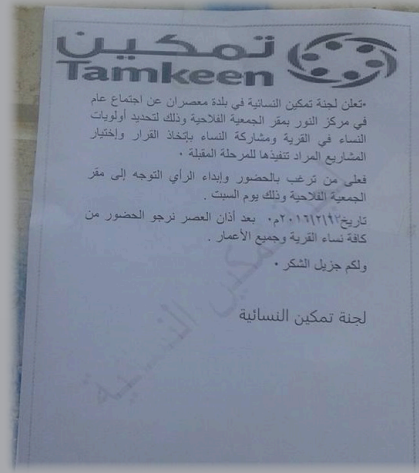 تمكين
Tamkeen
•تعلن لجنة تمكين النسائية في بلدة معصران عن اجتماع عام
في مركز النور بمقر الجمعية الفلاحية وذلك لتحديد أولويات
النساء في القرية ومشاركة النساء بإتخاذ القرار وإختيار
المشاريع المراد تنفيذها للمرحلة المقبلة •
فعلى من ترغب بالحضور وإبداء الرأي التوجه إلى مقر
الجمعية الفلاحية وذلك يوم السبت .
بعد أذان العصر نرجو الحضور من
كافة نساء القرية وجميع الأعمار .
ولكم جزيل الشكر •
لجنة تمكين النسائية